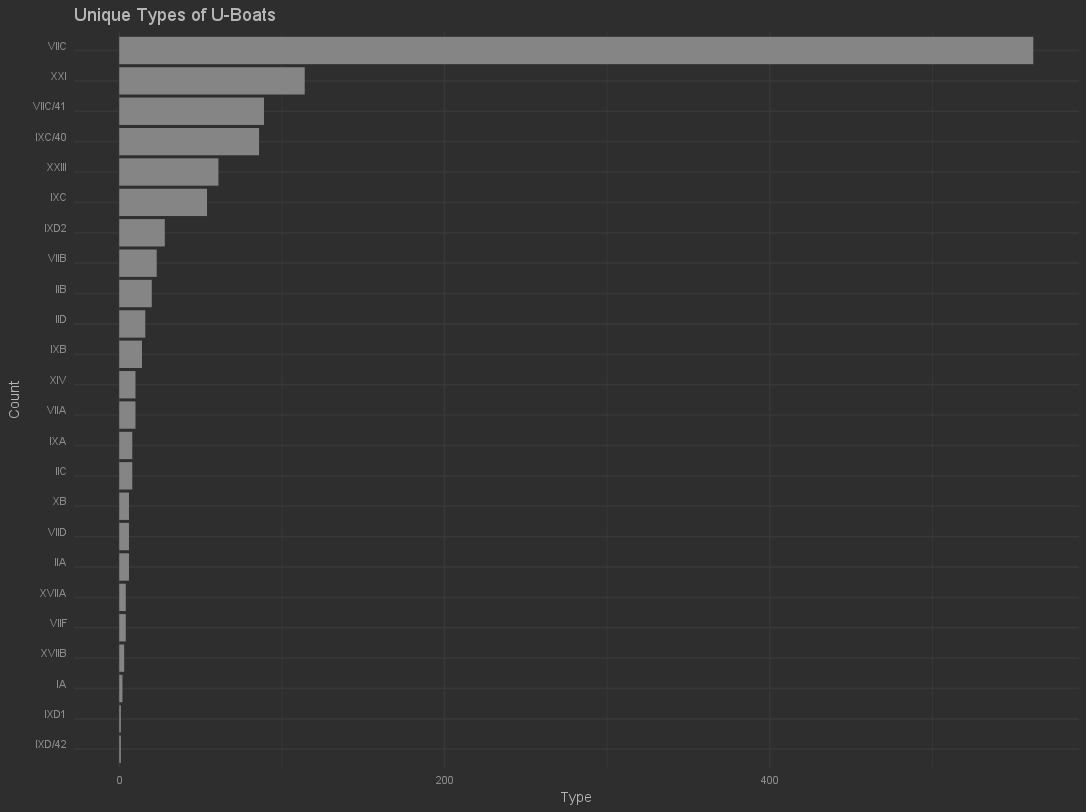 Unique Types of U-Boats
VIIC
XXI
VIIC/41
IXC/40
XXIII
IXC
IXD2
VIIB
IIB
IID
IXB
XIV
VIIA
IXA
IIC
XB
VIID
IIA
XVIIA
VIIF
XVIIB
IA
IXD1
IXD/42
Count
0
200
400
Type